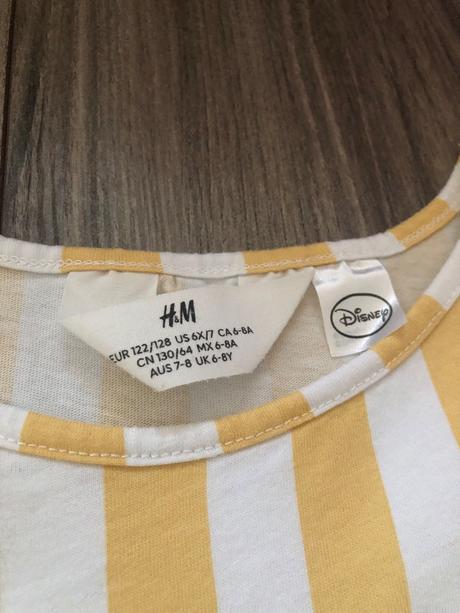 H&M
EUR 122/128 US 6X/7 CA 6-8A
CN 130/64 MX 6-8A
AUS 7-8 UK 6-8Y
Disney